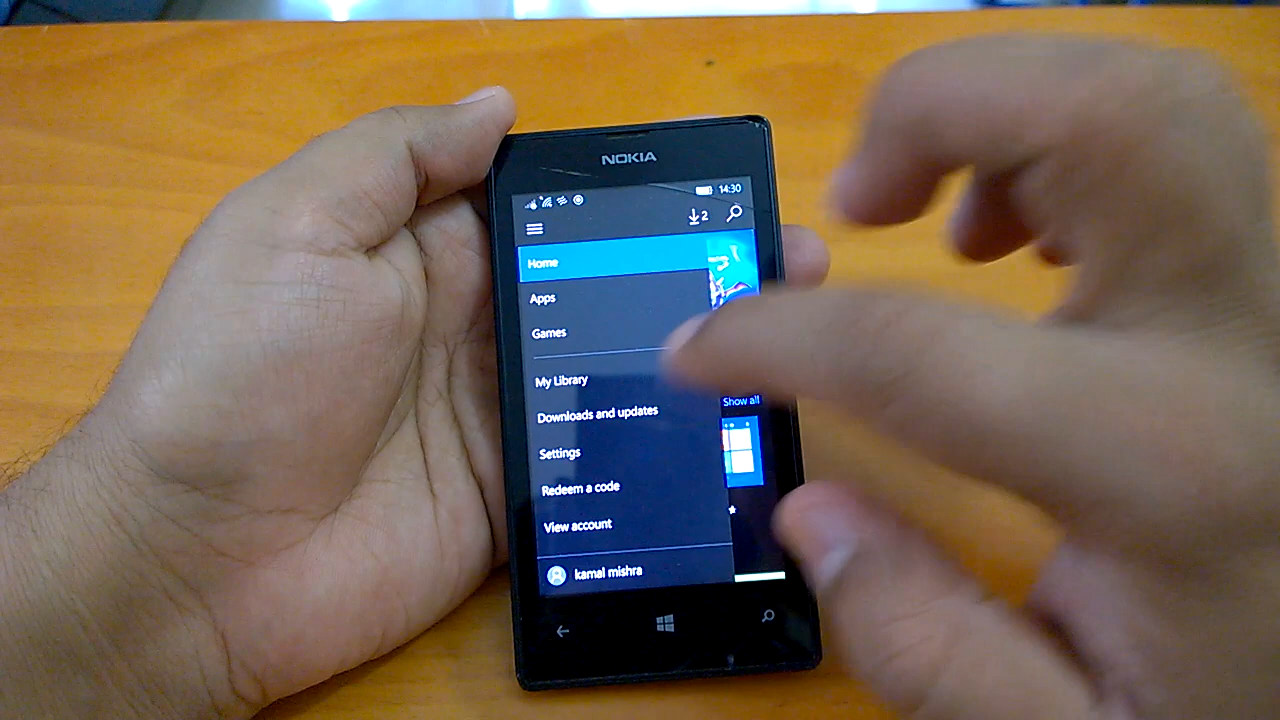 NOKIA
14:30
2
Home
Apps
Games
My Library
Downloads and updates
Show all
Settings
Redeem a code
View account
kamal mishra